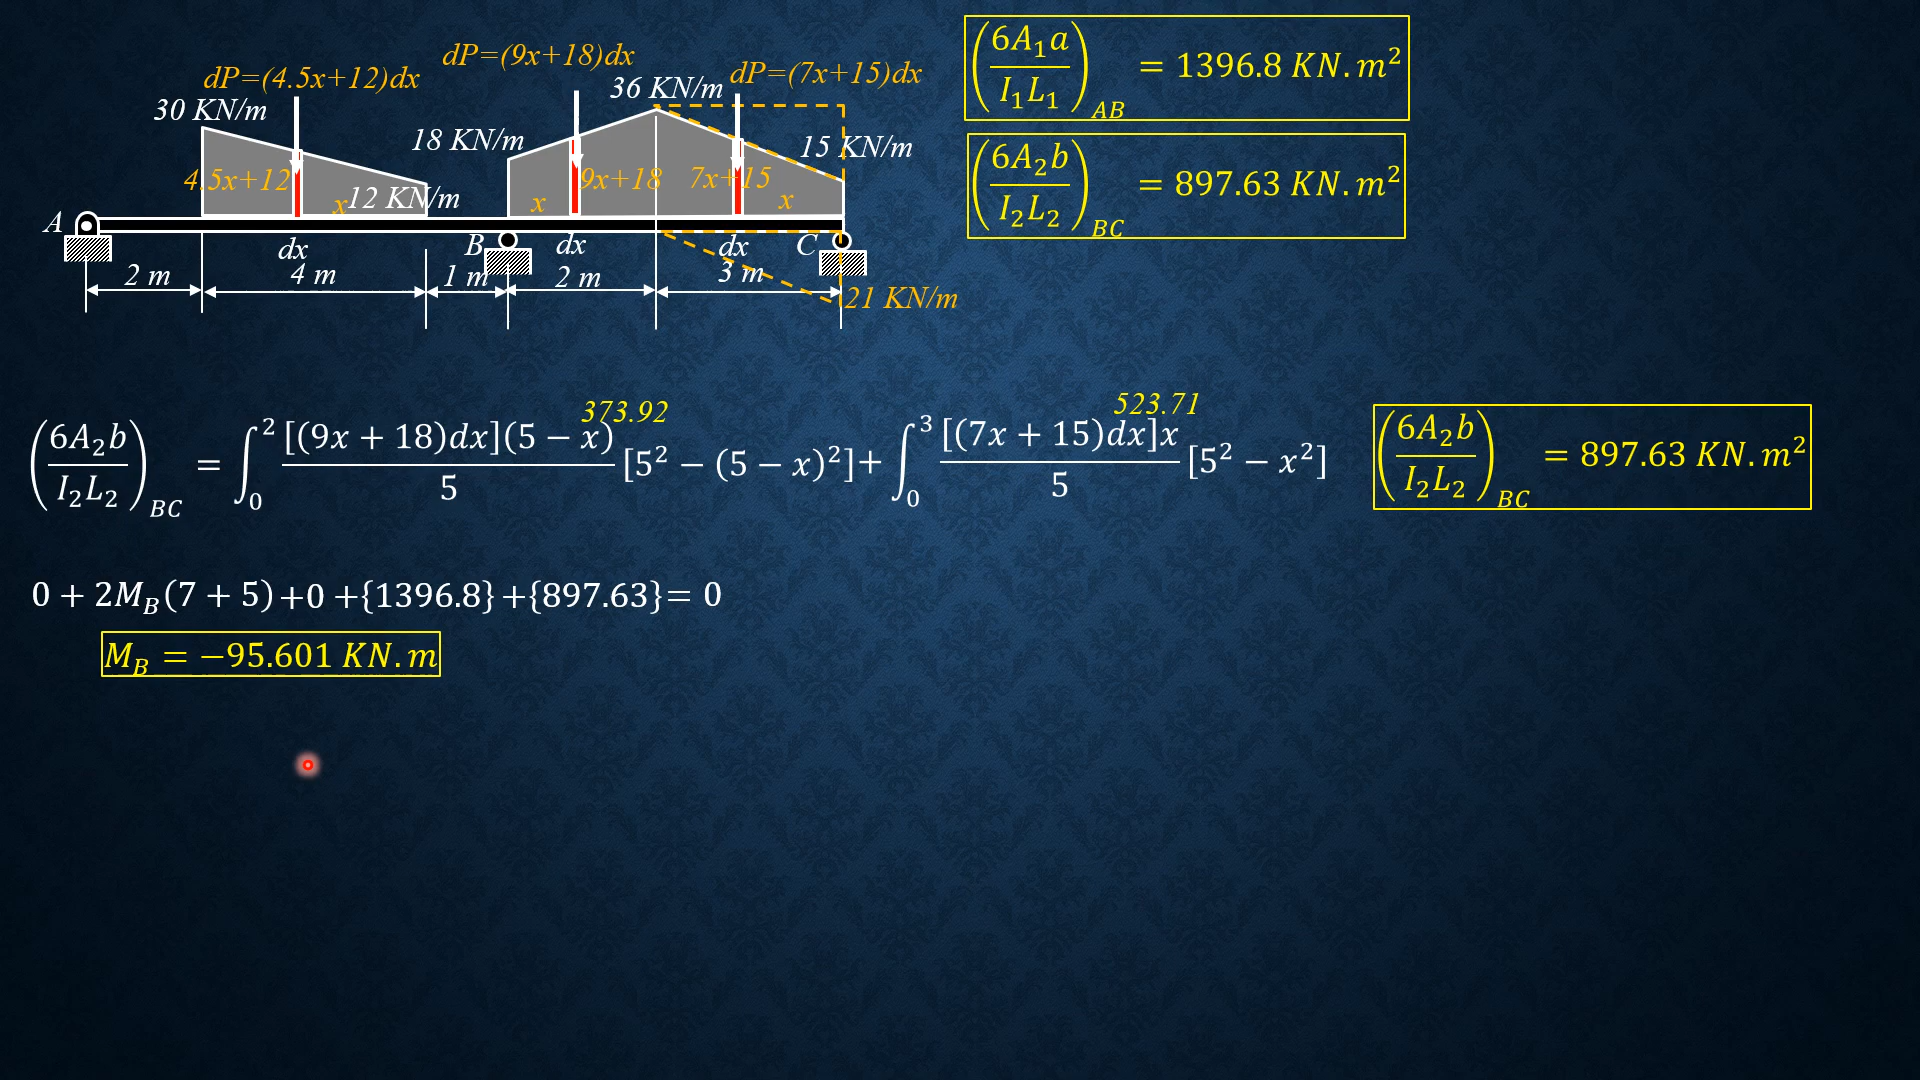 dP=(4.5x+12)dx
dP=(9x+18)dx
dP=(7x+15)dx
30 KN/m
18 KN/m
36 KN/m
15 KN/m
4.5x+12
x
12 KN/m
x
9x+18
7x+15
x
A
B
C
dx
dx
dx
2 m
4 m
1 m
2 m
3 m
21 KN/m
(6A₁a / I₁L₁)_AB = 1396.8 KN.m²
(6A₂b / I₂L₂)_BC = 897.63 KN.m²
373.92
523.71
(6A₂b / I₂L₂)_BC = ∫₀² [(9x + 18)dx](5 − x) / 5 [5² − (5 − x)²] + ∫₀³ [(7x + 15)dx]x / 5 [5² − x²]
(6A₂b / I₂L₂)_BC = 897.63 KN.m²
0 + 2M_B(7 + 5) +0 +{1396.8} +{897.63} = 0
M_B = −95.601 KN.m